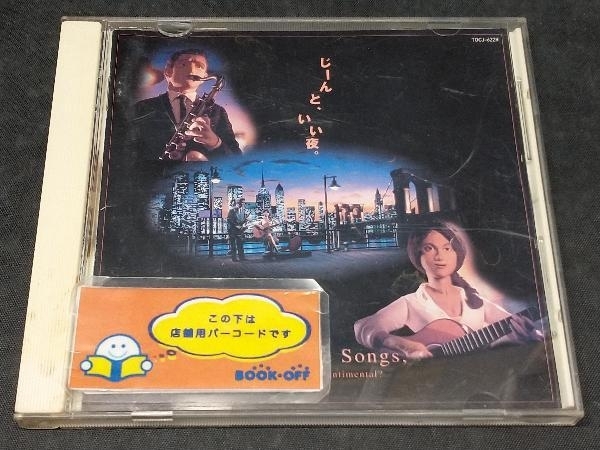 TOCJ-6228
じーんと、いい夜。
この下は
店舗用バーコードです
BOOK・OFF
Songs,
ntimental?